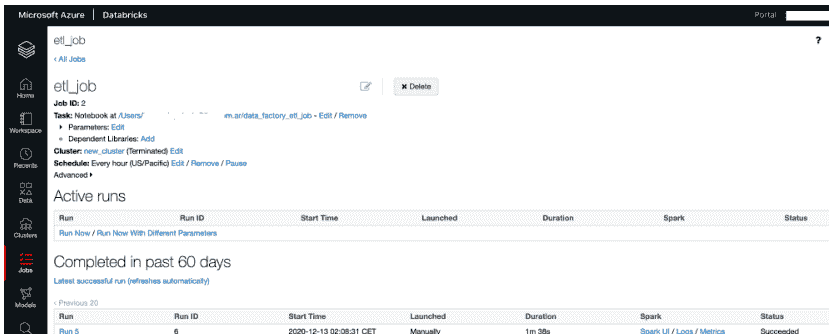 Microsoft Azure | Databricks
Portal
etl_job
?
‹ All Jobs
etl_job
✖ Delete
Job ID: 2
Task: Notebook at /Users/ om.ar/data_factory_etl_job - Edit / Remove
Parameters: Edit
Dependent Libraries: Add
Cluster: new_cluster (Terminated) Edit
Schedule: Every hour (US/Pacific) Edit / Remove / Pause
Advanced
Active runs
Run Run ID Start Time Launched Duration Spark Status
Run Now / Run Now With Different Parameters
Completed in past 60 days
Latest successful run (refreshes automatically)
‹ Previous 20
Run Run ID Start Time Launched Duration Spark Status
Run 5 6 2020-12-13 02:08:31 CET Manually 1m 38s Spark UI / Logs / Metrics Succeeded
Home
Workspace
Recents
Data
Clusters
Jobs
Models